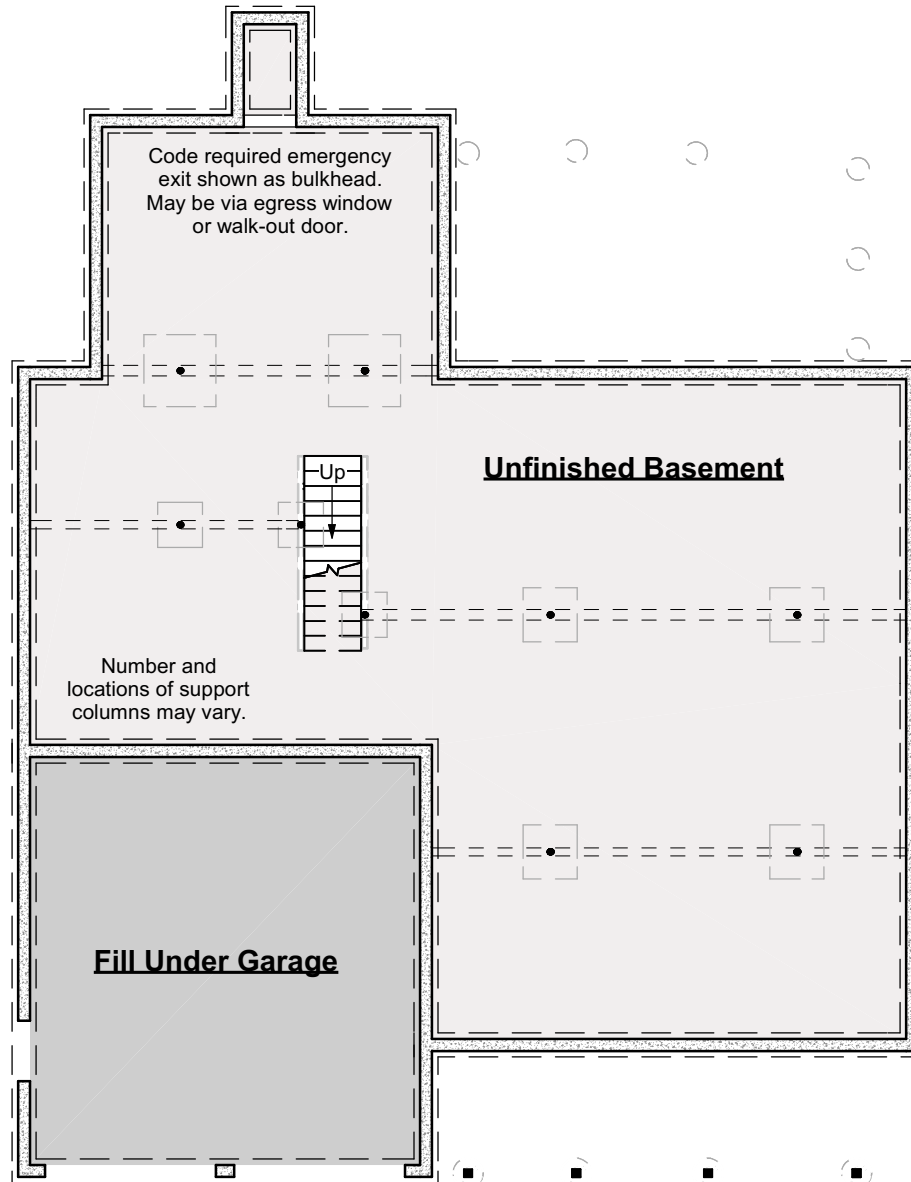 Code required emergency
exit shown as bulkhead.
May be via egress window
or walk-out door.
Unfinished Basement
Up
Number and
locations of support
columns may vary.
Fill Under Garage